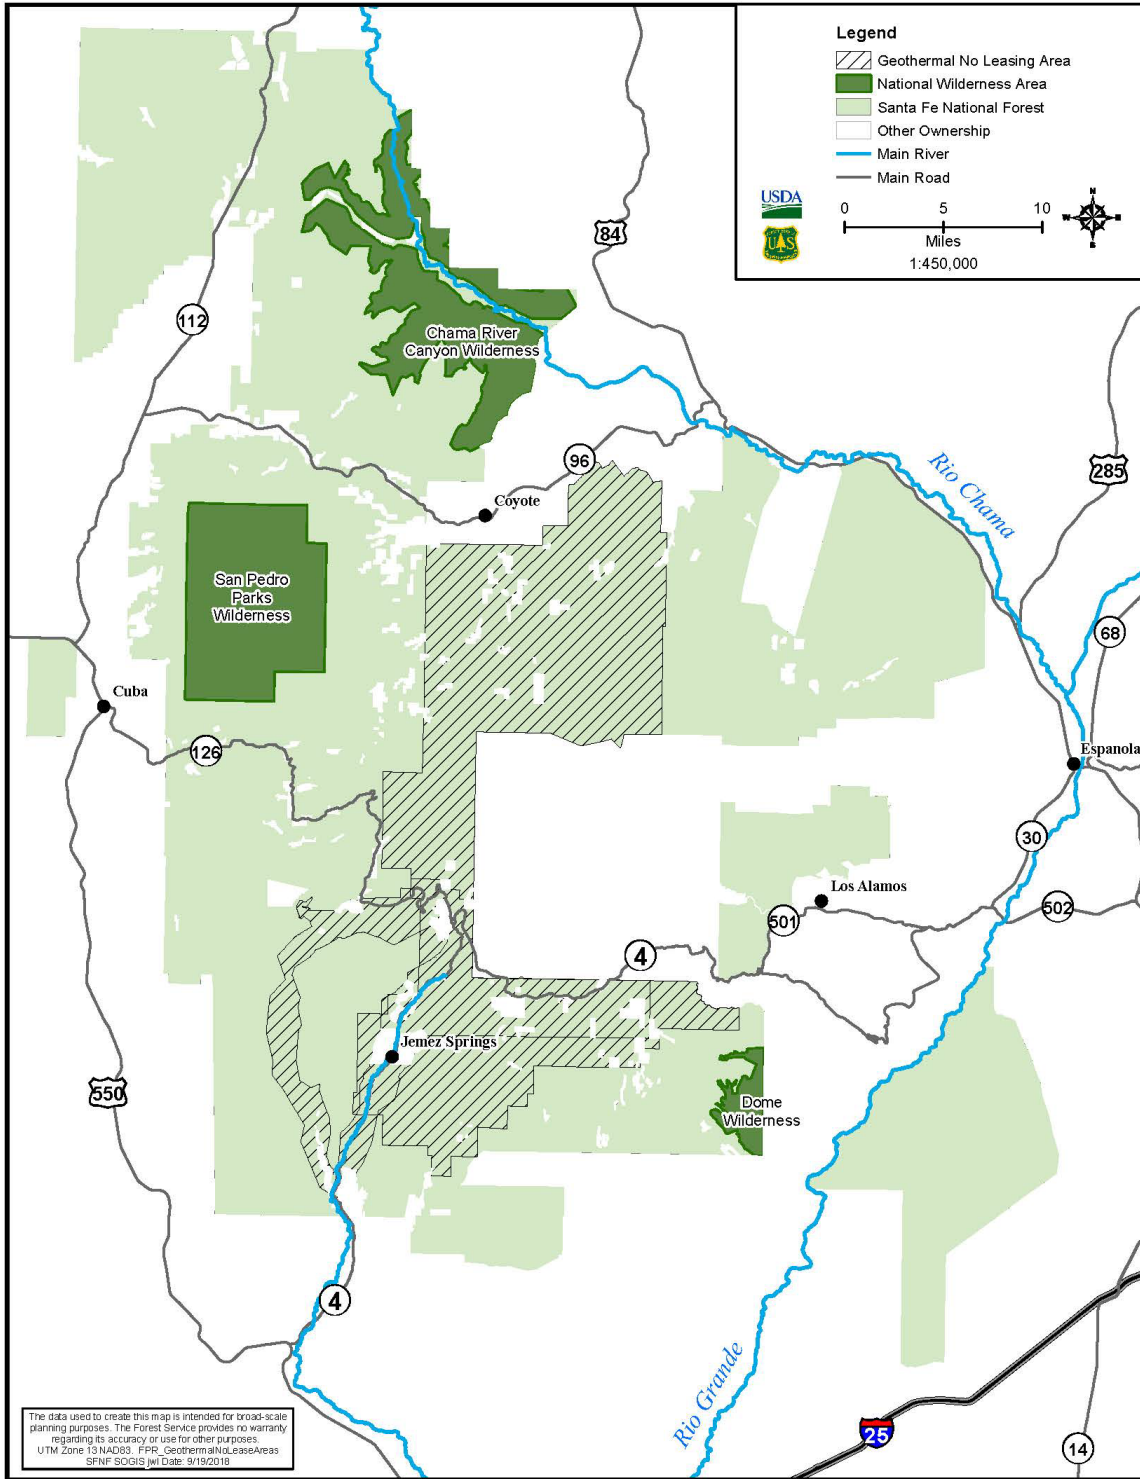 Legend
Geothermal No Leasing Area
National Wilderness Area
Santa Fe National Forest
Other Ownership
Main River
Main Road
USDA
U S
0 5 10
Miles
1:450,000
N
W E
S
84
112
Chama River
Canyon Wilderness
96
285
Rio Chama
Coyote
San Pedro
Parks
Wilderness
68
Cuba
126
Espanola
30
Los Alamos
501
502
4
Jemez Springs
550
Dome
Wilderness
4
Rio Grande
25
14
The data used to create this map is intended for broad-scale
planning purposes. The Forest Service provides no warranty
regarding its accuracy or use for other purposes.
UTM Zone 13 NAD83. FPR_GeothermalNoLeaseAreas
SFNF SOGIS jwl Date: 9/19/2018